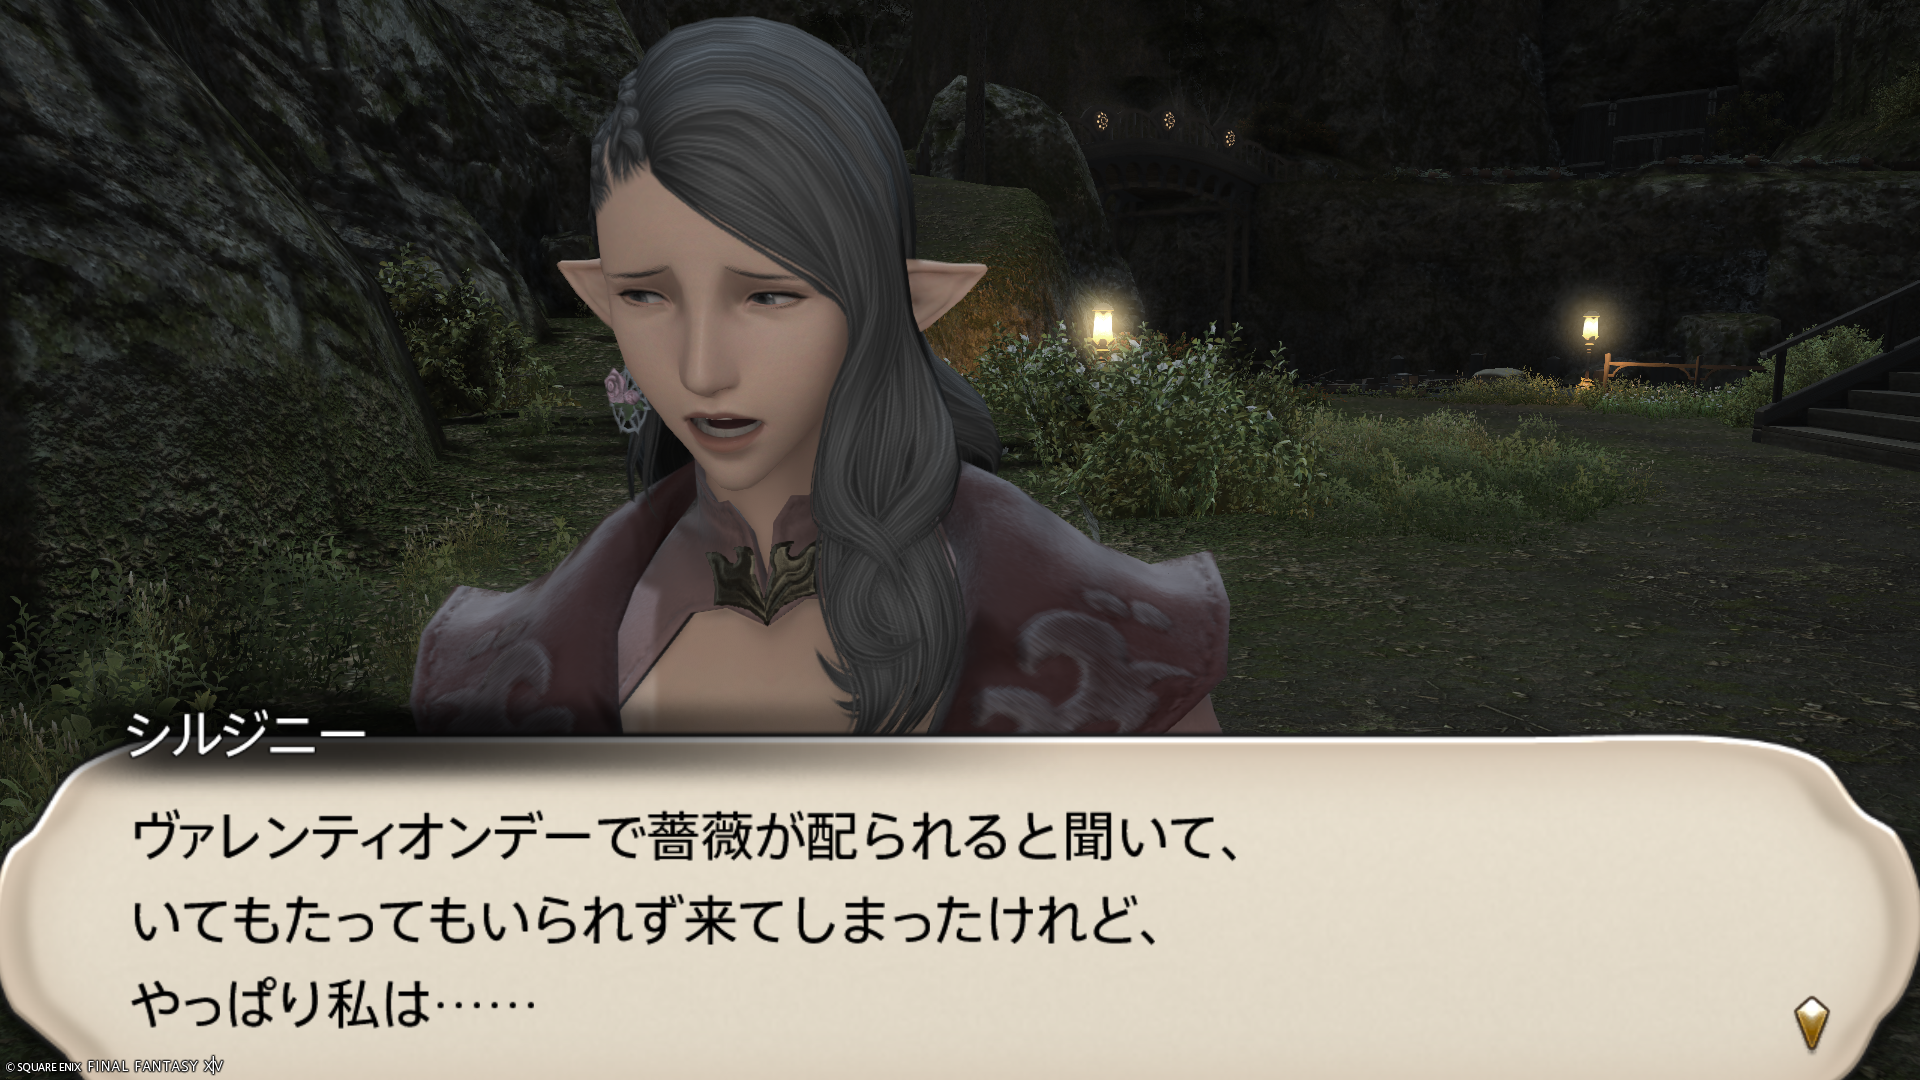 シルジニー
ヴァレンティオンデーで薔薇が配られると聞いて、
いてもたってもいられず来てしまったけれど、
やっぱり私は……
© SQUARE ENIX FINAL FANTASY XIV